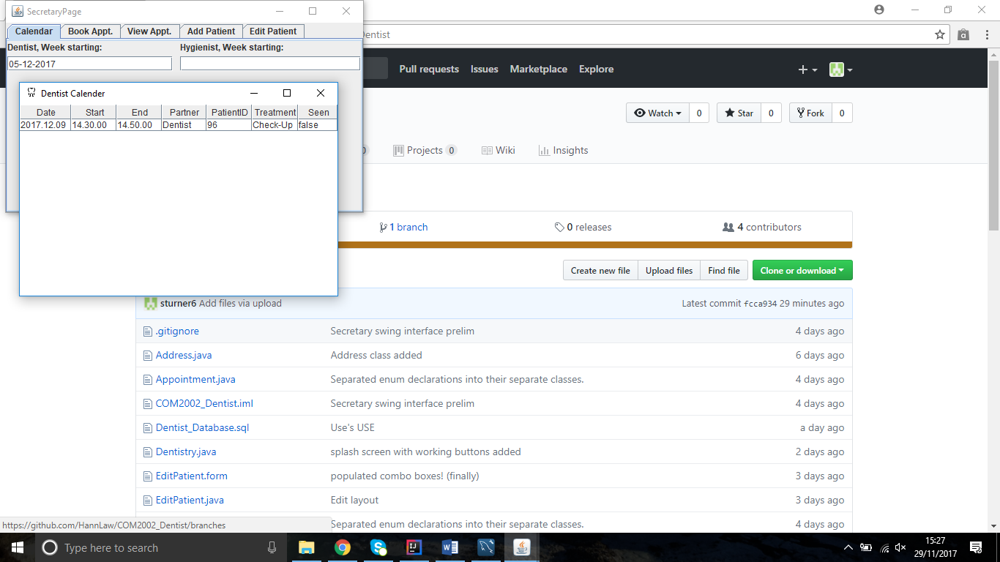 SecretaryPage
Calendar Book Appt. View Appt. Add Patient Edit Patient
Dentist, Week starting: Hygienist, Week starting:
05-12-2017
Dentist Calender
Date Start End Partner PatientID Treatment Seen
2017.12.09 14.30.00 14.50.00 Dentist 96 Check-Up false
Dentist
Pull requests Issues Marketplace Explore
Watch 0 Star 0 Fork 0
Projects 0 Wiki Insights
1 branch 0 releases 4 contributors
Create new file Upload files Find file Clone or download
sturner6 Add files via upload Latest commit fcca934 29 minutes ago
.gitignore Secretary swing interface prelim 4 days ago
Address.java Address class added 6 days ago
Appointment.java Separated enum declarations into their separate classes. 4 days ago
COM2002_Dentist.iml Secretary swing interface prelim 4 days ago
Dentist_Database.sql Use's USE a day ago
Dentistry.java splash screen with working buttons added 2 days ago
EditPatient.form populated combo boxes! (finally) 3 days ago
EditPatient.java Edit layout 3 days ago
Separated enum declarations into their separate classes. 4 days ago
https://github.com/HannLaw/COM2002_Dentist/branches
Type here to search
15:27
29/11/2017